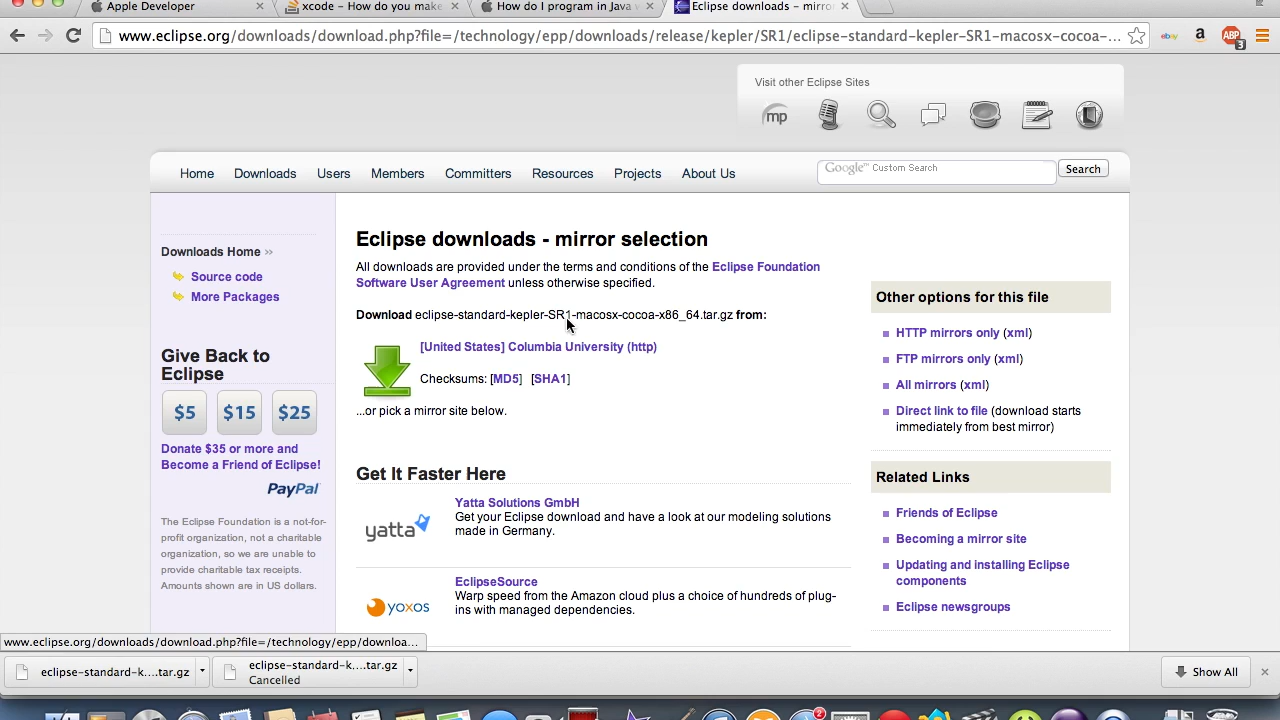 Apple Developer
xcode – How do you make
How do I program in Java
Eclipse downloads – mirror
www.eclipse.org/downloads/download.php?file=/technology/epp/downloads/release/kepler/SR1/eclipse-standard-kepler-SR1-macosx-cocoa-...
ebay
a
ABP
3
Visit other Eclipse Sites
mp
Home
Downloads
Users
Members
Committers
Resources
Projects
About Us
Google™ Custom Search
Search
Downloads Home »
Source code
More Packages
Give Back to
Eclipse
$5
$15
$25
Donate $35 or more and
Become a Friend of Eclipse!
PayPal
The Eclipse Foundation is a not-for-
profit organization, not a charitable
organization, so we are unable to
provide charitable tax receipts.
Amounts shown are in US dollars.
Eclipse downloads - mirror selection
All downloads are provided under the terms and conditions of the Eclipse Foundation
Software User Agreement unless otherwise specified.
Download eclipse-standard-kepler-SR1-macosx-cocoa-x86_64.tar.gz from:
[United States] Columbia University (http)
Checksums: [MD5] [SHA1]
...or pick a mirror site below.
Get It Faster Here
yatta
Yatta Solutions GmbH
Get your Eclipse download and have a look at our modeling solutions
made in Germany.
yoxos
EclipseSource
Warp speed from the Amazon cloud plus a choice of hundreds of plug-
ins with managed dependencies.
Other options for this file
HTTP mirrors only (xml)
FTP mirrors only (xml)
All mirrors (xml)
Direct link to file (download starts
immediately from best mirror)
Related Links
Friends of Eclipse
Becoming a mirror site
Updating and installing Eclipse
components
Eclipse newsgroups
www.eclipse.org/downloads/download.php?file=/technology/epp/downloa...
eclipse-standard-k....tar.gz
eclipse-standard-k....tar.gz
Cancelled
Show All
2